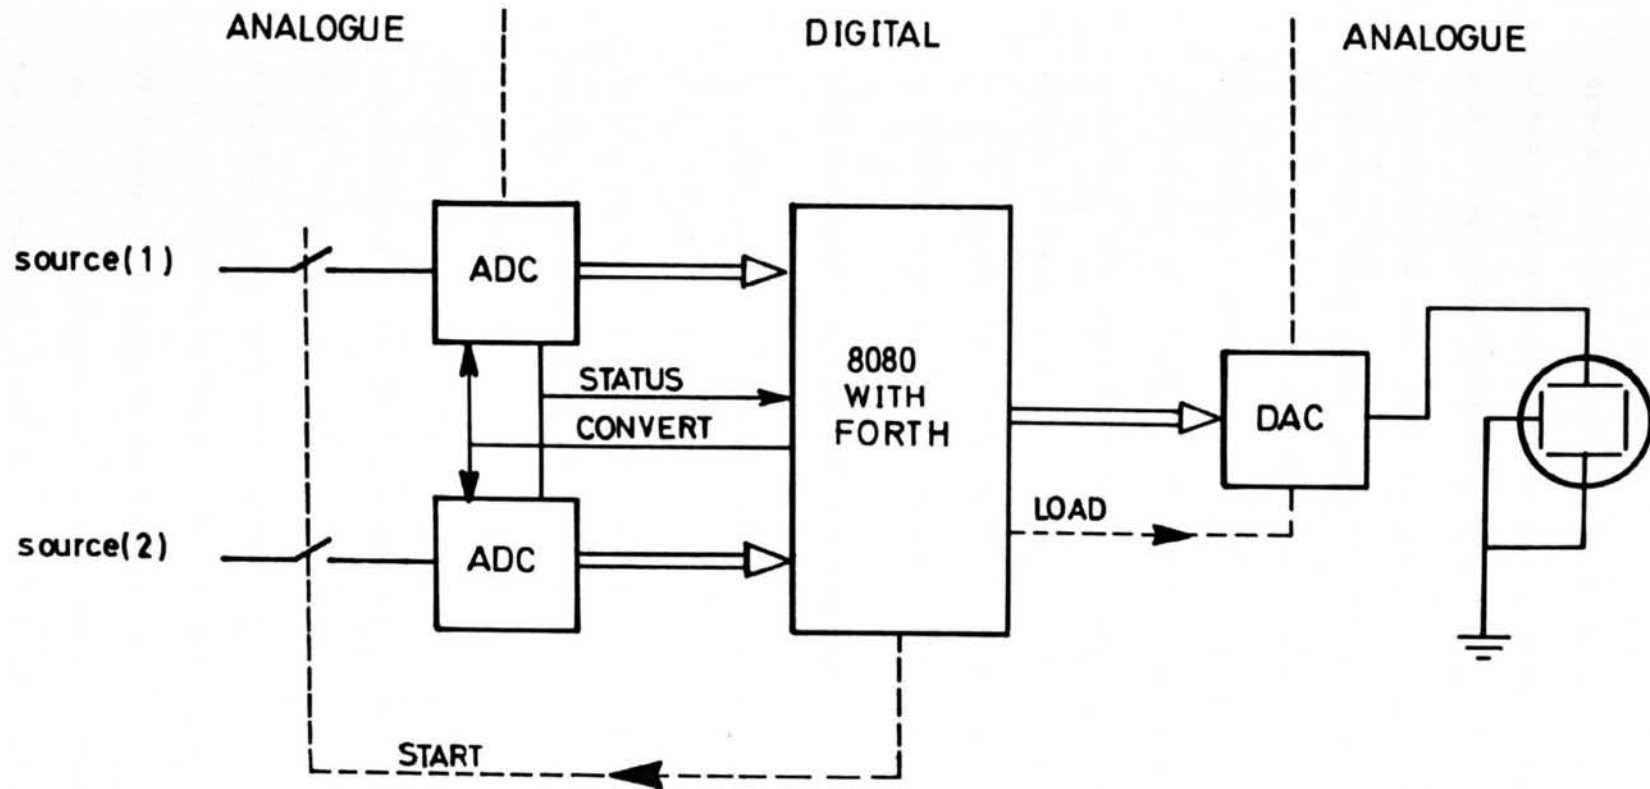 ANALOGUE
DIGITAL
ANALOGUE
source(1)
ADC
8080
WITH
FORTH
STATUS
CONVERT
DAC
LOAD
source(2)
ADC
START